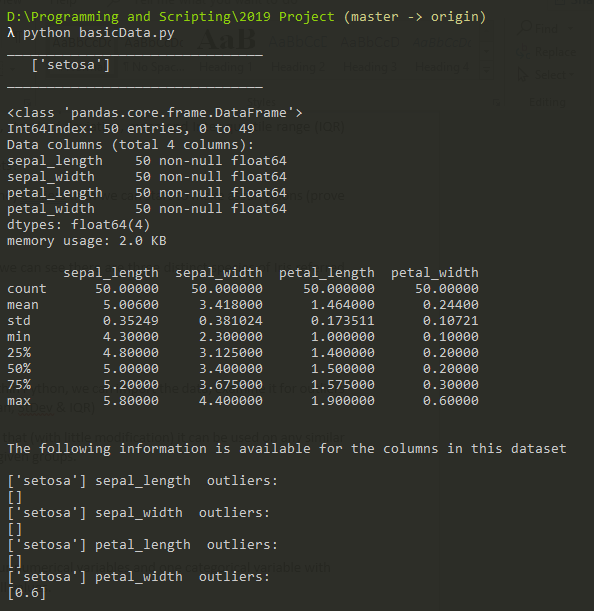 D:\Programming and Scripting\2019 Project (master -> origin)
λ python basicData.py
['setosa']
<class 'pandas.core.frame.DataFrame'>
Int64Index: 50 entries, 0 to 49
Data columns (total 4 columns):
sepal_length    50 non-null float64
sepal_width     50 non-null float64
petal_length    50 non-null float64
petal_width     50 non-null float64
dtypes: float64(4)
memory usage: 2.0 KB
       sepal_length  sepal_width  petal_length  petal_width
count      50.00000    50.000000     50.000000     50.00000
mean        5.00600     3.418000      1.464000      0.24400
std         0.35249     0.381024      0.173511      0.10721
min         4.30000     2.300000      1.000000      0.10000
25%         4.80000     3.125000      1.400000      0.20000
50%         5.00000     3.400000      1.500000      0.20000
75%         5.20000     3.675000      1.575000      0.30000
max         5.80000     4.400000      1.900000      0.60000
The following information is available for the columns in this dataset
['setosa'] sepal_length  outliers:
[]
['setosa'] sepal_width  outliers:
[]
['setosa'] petal_length  outliers:
[]
['setosa'] petal_width  outliers:
[0.6]